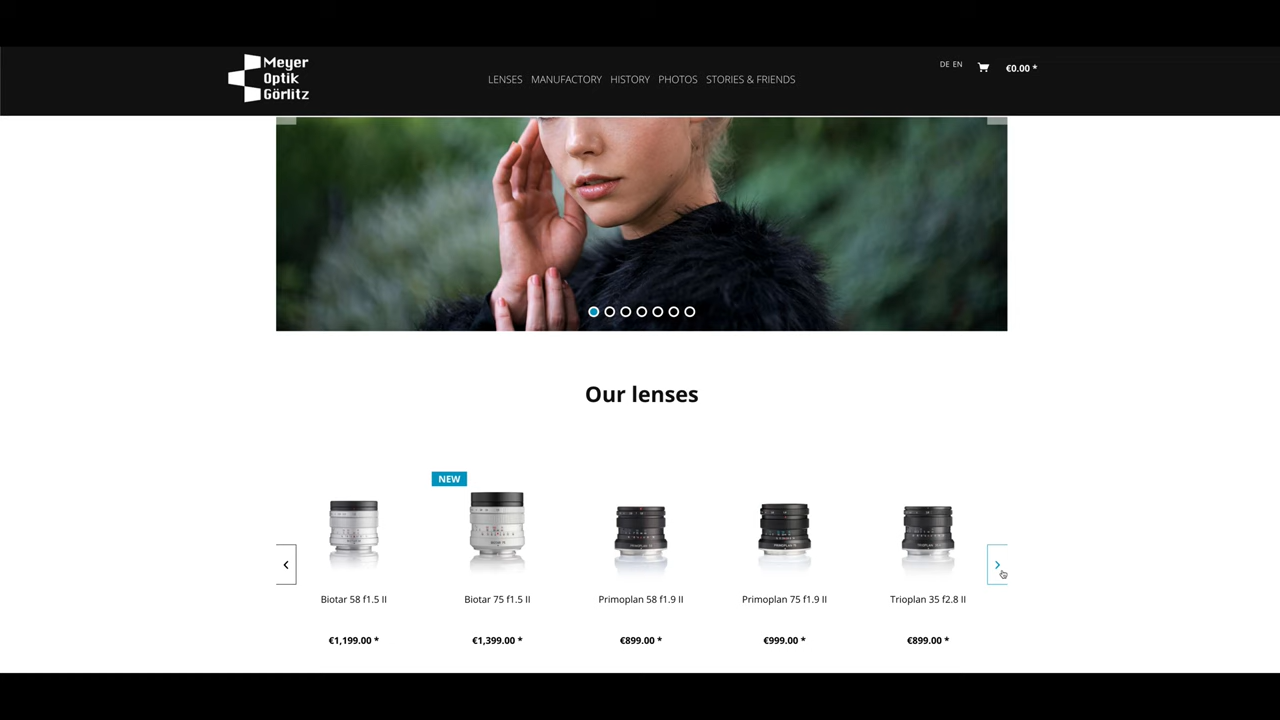 Meyer
Optik
Görlitz
LENSES MANUFACTORY HISTORY PHOTOS STORIES & FRIENDS
DE EN
€0.00 *
Our lenses
NEW
Biotar 58 f1.5 II
Biotar 75 f1.5 II
Primoplan 58 f1.9 II
Primoplan 75 f1.9 II
Trioplan 35 f2.8 II
€1,199.00 *
€1,399.00 *
€899.00 *
€999.00 *
€899.00 *